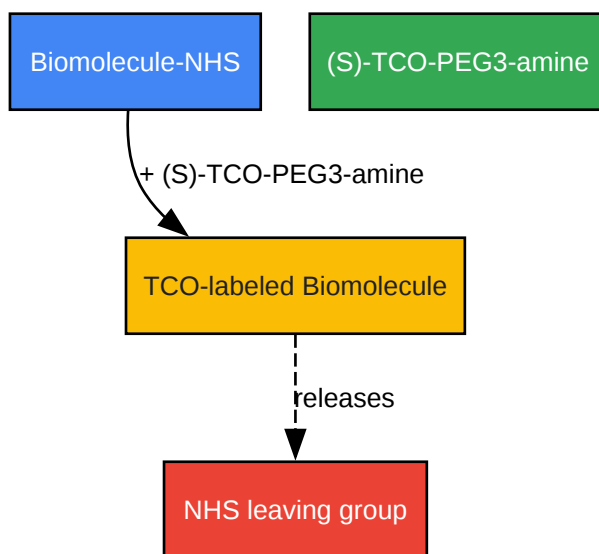 Biomolecule-NHS
(S)-TCO-PEG3-amine
+ (S)-TCO-PEG3-amine
TCO-labeled Biomolecule
releases
NHS leaving group